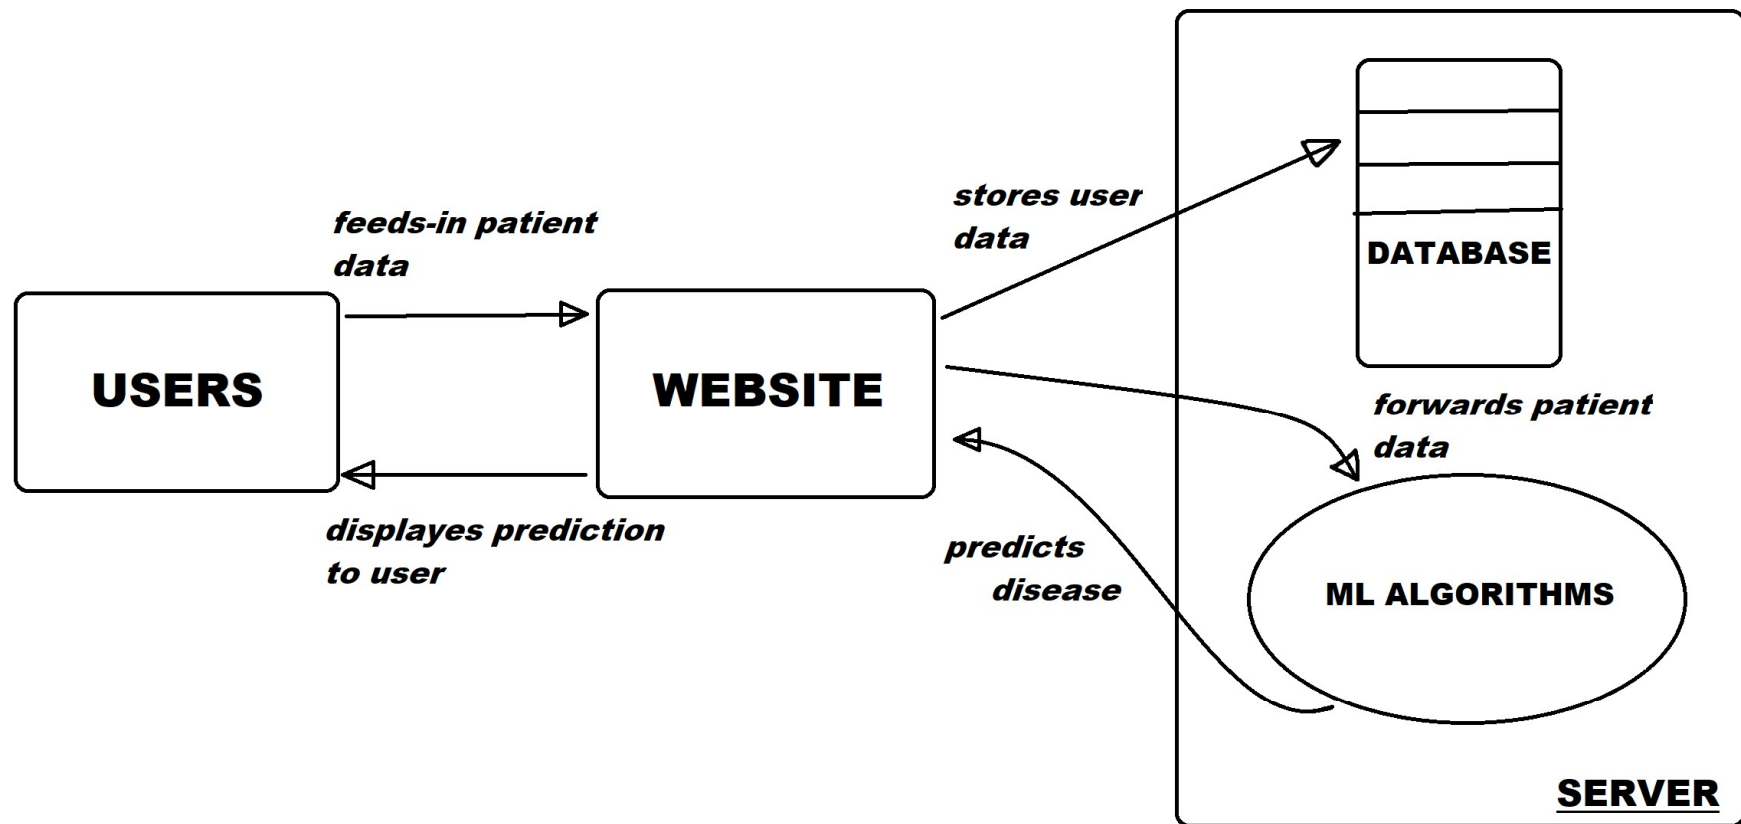 feeds-in patient
data
USERS
WEBSITE
displayes prediction
to user
stores user
data
DATABASE
forwards patient
data
predicts
disease
ML ALGORITHMS
SERVER